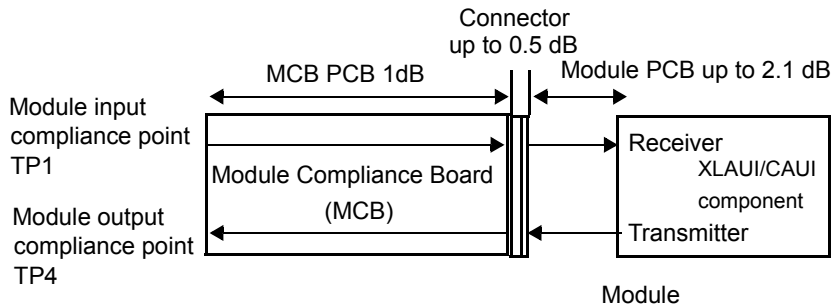 Connector
up to 0.5 dB
MCB PCB 1dB
Module PCB up to 2.1 dB
Module input
compliance point
TP1
Module Compliance Board
(MCB)
Module output
compliance point
TP4
Receiver
XLAUI/CAUI
component
Transmitter
Module